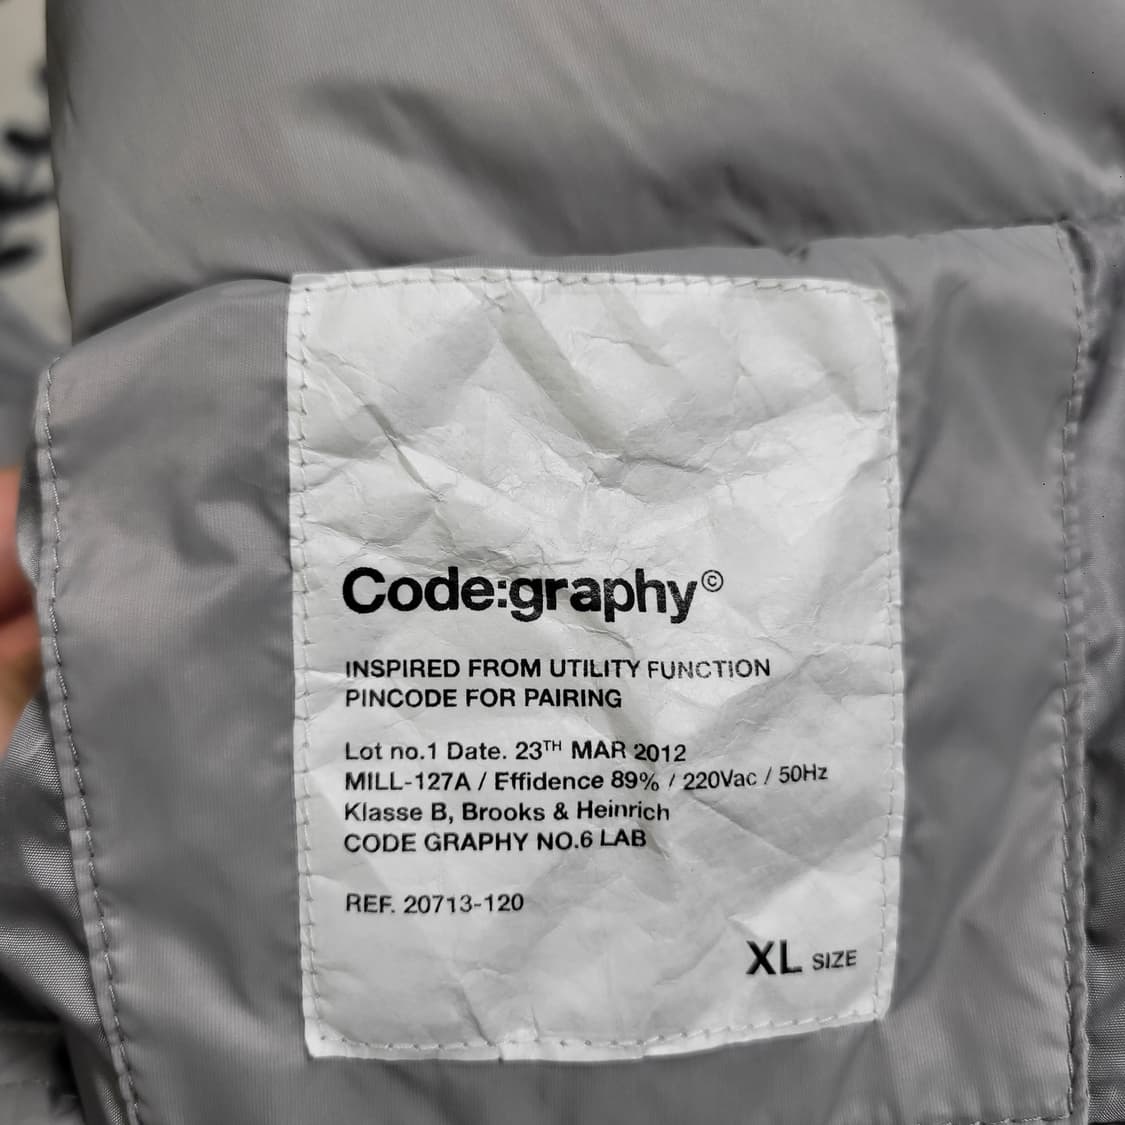 Code:graphy©
INSPIRED FROM UTILITY FUNCTION
PINCODE FOR PAIRING
Lot no.1 Date. 23TH MAR 2012
MILL-127A / Effidence 89% / 220Vac / 50Hz
Klasse B, Brooks & Heinrich
CODE GRAPHY NO.6 LAB
REF. 20713-120
XL SIZE